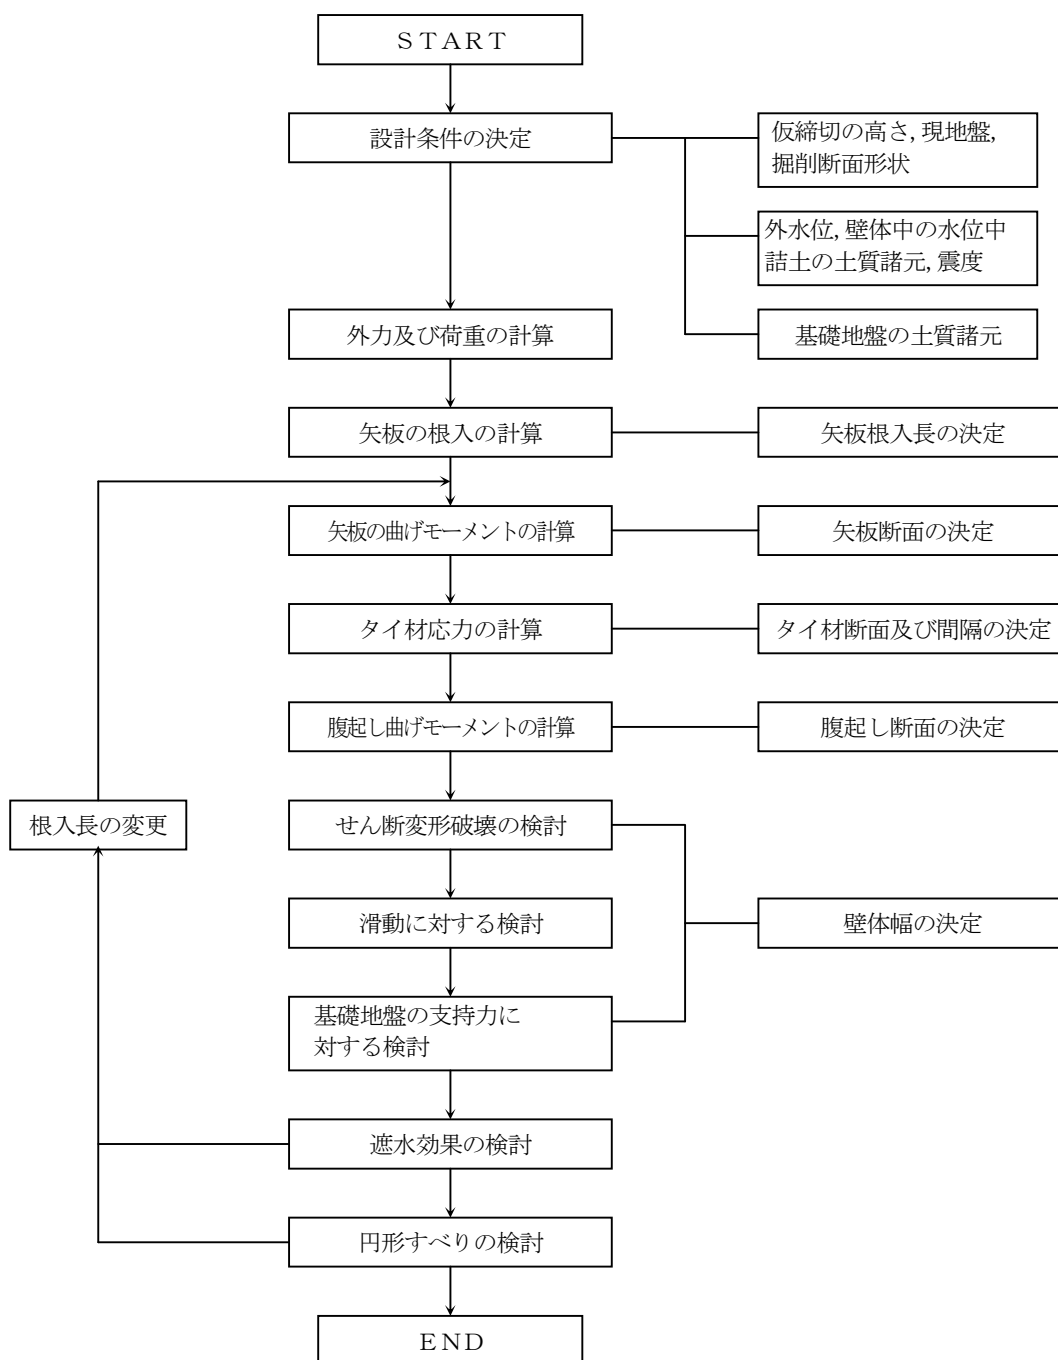 START
設計条件の決定
仮締切の高さ, 現地盤,
掘削断面形状
外水位, 壁体中の水位中
詰土の土質諸元, 震度
外力及び荷重の計算
基礎地盤の土質諸元
矢板の根入の計算
矢板根入長の決定
矢板の曲げモーメントの計算
矢板断面の決定
タイ材応力の計算
タイ材断面及び間隔の決定
腹起し曲げモーメントの計算
腹起し断面の決定
根入長の変更
せん断変形破壊の検討
滑動に対する検討
壁体幅の決定
基礎地盤の支持力に
対する検討
遮水効果の検討
円形すべりの検討
END